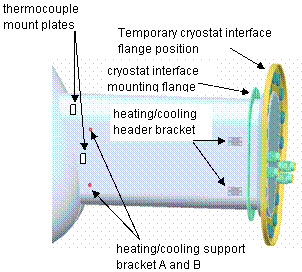 thermocouple
mount plates
Temporary cryostat interface
flange position
cryostat interface
mounting flange
heating/cooling
header bracket
heating/cooling support
bracket A and B